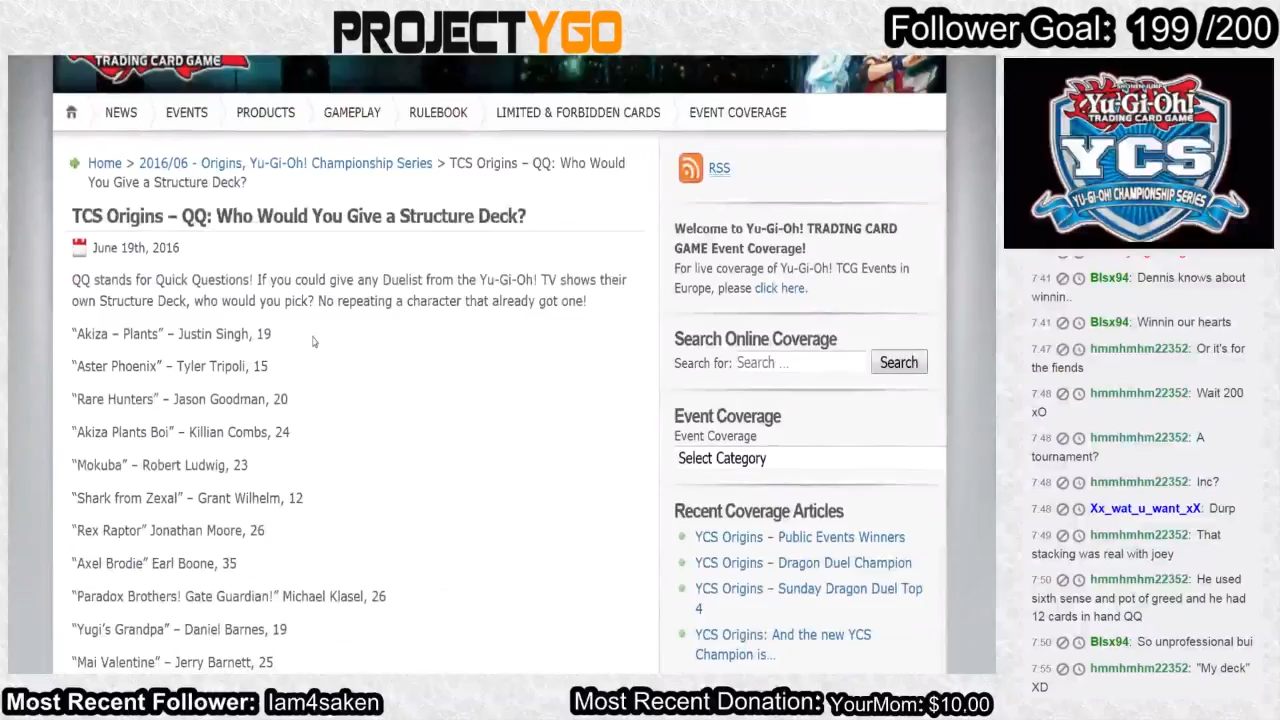 PROJECTYGO
Follower Goal: 199 /200
TRADING CARD GAME
NEWS
EVENTS
PRODUCTS
GAMEPLAY
RULEBOOK
LIMITED & FORBIDDEN CARDS
EVENT COVERAGE
Home > 2016/06 - Origins, Yu-Gi-Oh! Championship Series > TCS Origins – QQ: Who Would
You Give a Structure Deck?
TCS Origins – QQ: Who Would You Give a Structure Deck?
June 19th, 2016
QQ stands for Quick Questions! If you could give any Duelist from the Yu-Gi-Oh! TV shows their
own Structure Deck, who would you pick? No repeating a character that already got one!
“Akiza – Plants” – Justin Singh, 19
“Aster Phoenix” – Tyler Tripoli, 15
“Rare Hunters” – Jason Goodman, 20
“Akiza Plants Boi” – Killian Combs, 24
“Mokuba” – Robert Ludwig, 23
“Shark from Zexal” – Grant Wilhelm, 12
“Rex Raptor” Jonathan Moore, 26
“Axel Brodie” Earl Boone, 35
“Paradox Brothers! Gate Guardian!” Michael Klasel, 26
“Yugi’s Grandpa” – Daniel Barnes, 19
“Mai Valentine” – Jerry Barnett, 25
RSS
Welcome to Yu-Gi-Oh! TRADING CARD
GAME Event Coverage!
For live coverage of Yu-Gi-Oh! TCG Events in
Europe, please click here.
Search Online Coverage
Search for: Search ...
Search
Event Coverage
Event Coverage
Select Category
Recent Coverage Articles
YCS Origins – Public Events Winners
YCS Origins – Dragon Duel Champion
YCS Origins – Sunday Dragon Duel Top
4
YCS Origins: And the new YCS
Champion is...
SHONEN JUMP
Yu-Gi-Oh!
TRADING CARD GAME
YCS
YU-GI-OH! CHAMPIONSHIP SERIES
7:41 Blsx94: Dennis knows about
winnin..
7:41 Blsx94: Winnin our hearts
7:47 hmmhmhm22352: Or it's for
the fiends
7:48 hmmhmhm22352: Wait 200
xO
7:48 hmmhmhm22352: A
tournament?
7:48 hmmhmhm22352: Inc?
7:48 Xx_wat_u_want_xX: Durp
7:49 hmmhmhm22352: That
stacking was real with joey
7:50 hmmhmhm22352: He used
sixth sense and pot of greed and he had
12 cards in hand QQ
7:50 Blsx94: So unprofessional bui
7:55 hmmhmhm22352: "My deck"
XD
Most Recent Follower: Iam4saken
Most Recent Donation: YourMom: $10.00